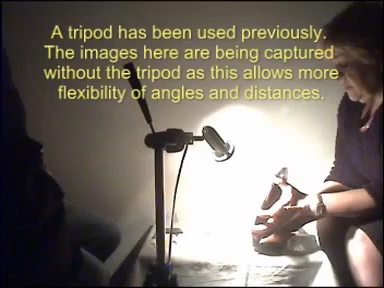 A tripod has been used previously.
The images here are being captured
without the tripod as this allows more
flexibility of angles and distances.